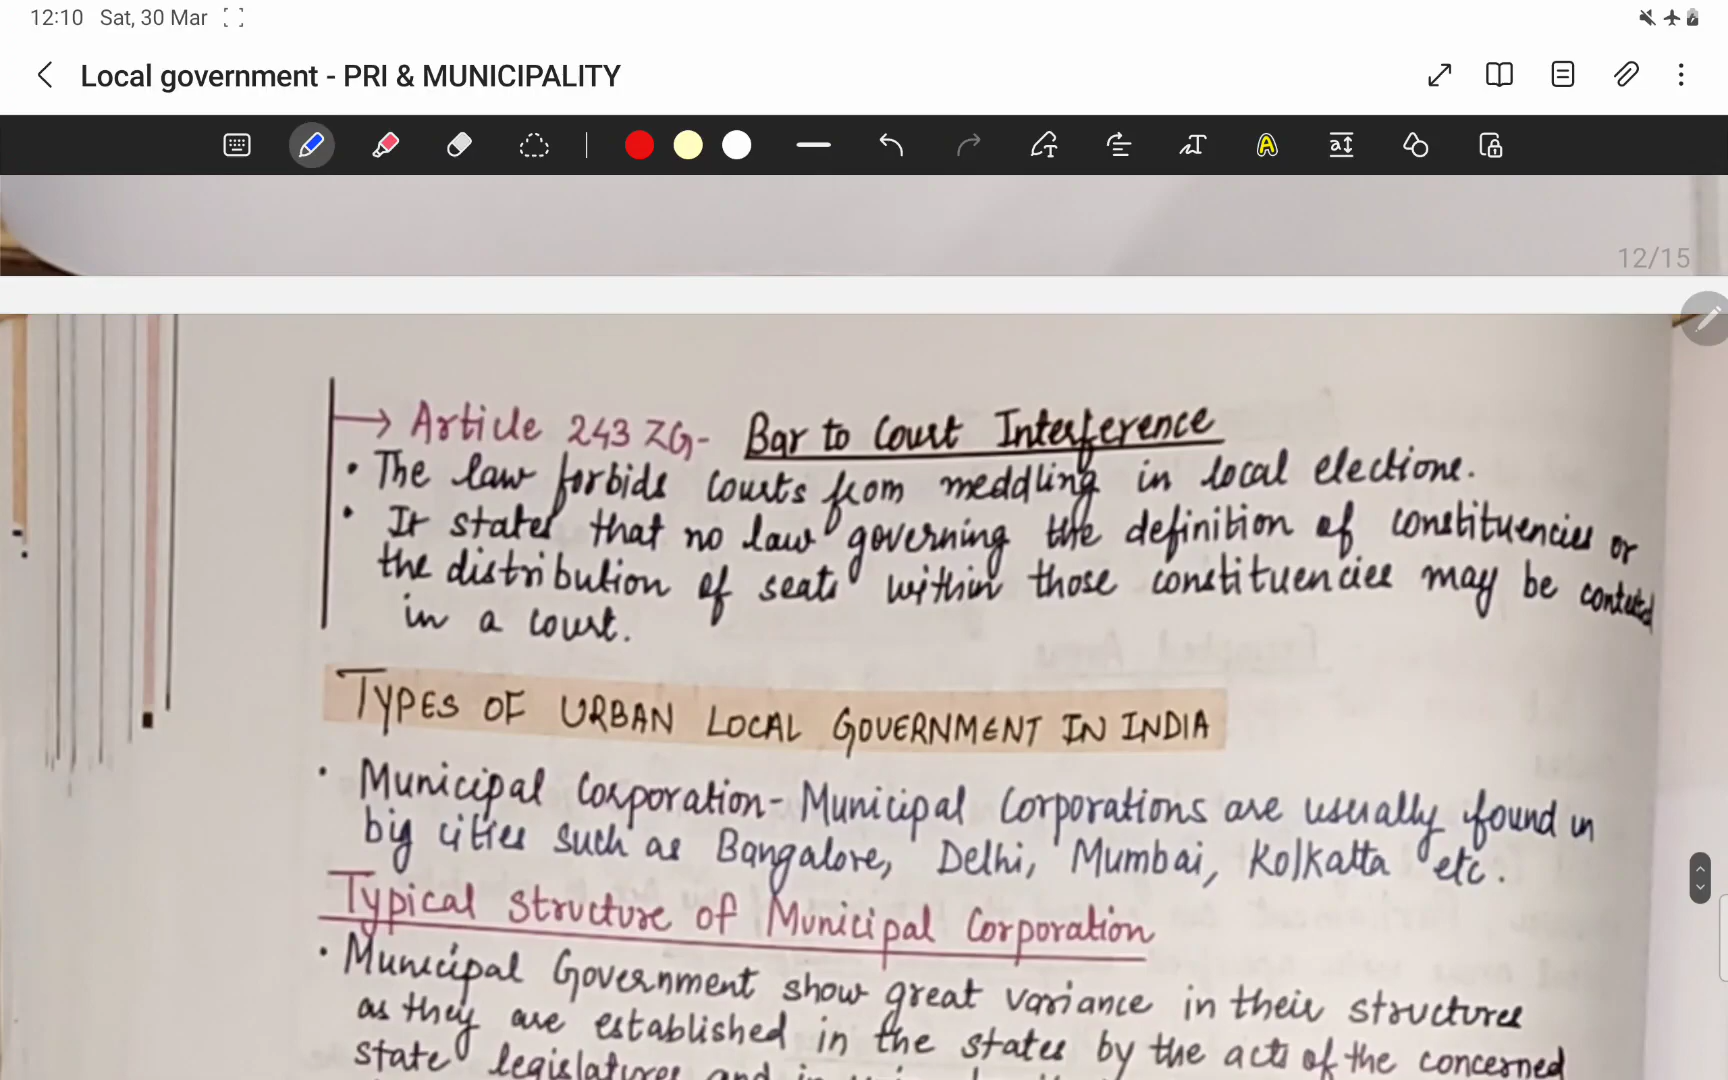 12:10 Sat, 30 Mar
Local government - PRI & MUNICIPALITY
12/15
Article 243 ZG- Bar to Court Interference
• The law forbids courts from meddling in local elections.
• It states that no law governing the definition of constituencies or
the distribution of seats within those constituencies may be contested
in a court.
TYPES OF URBAN LOCAL GOVERNMENT IN INDIA
• Municipal Corporation- Municipal Corporations are usually found in
big cities such as Bangalore, Delhi, Mumbai, Kolkatta etc.
Typical Structure of Municipal Corporation
• Municipal Government show great variance in their structures
as they are established in the states by the acts of the concerned
state legislatures and in